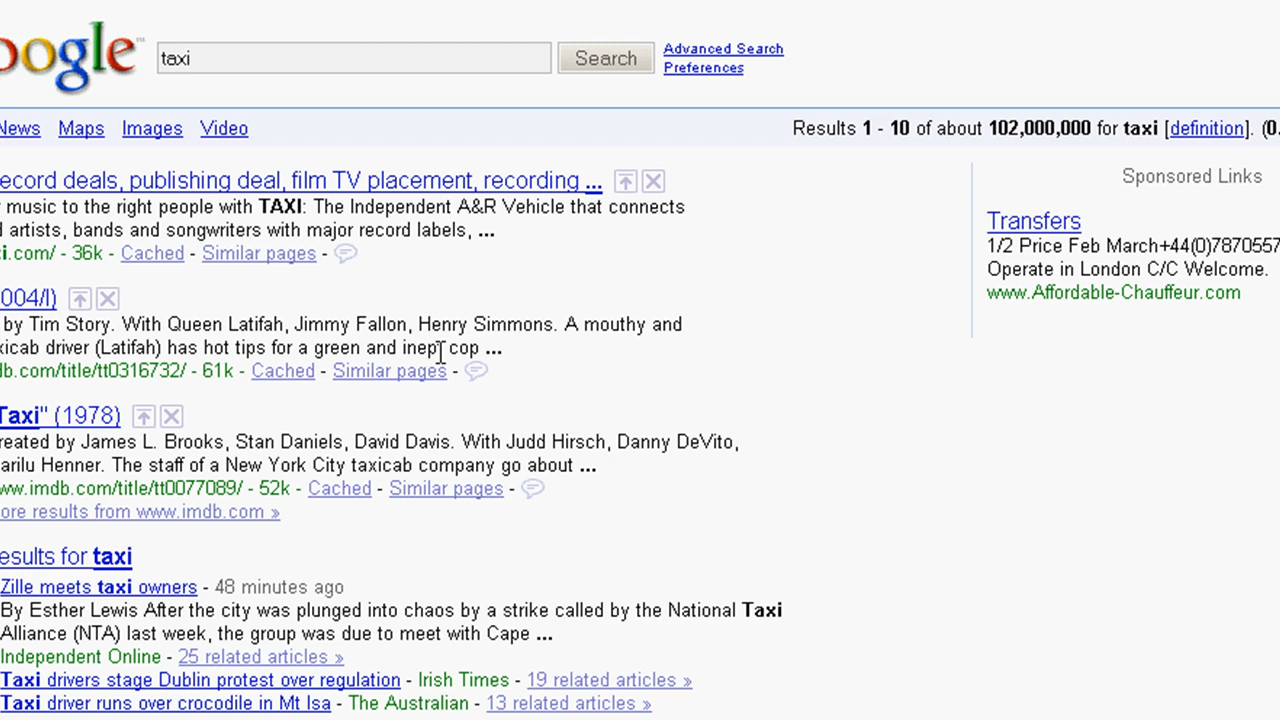 oogle™
taxi
Search
Advanced Search
Preferences
News Maps Images Video
Results 1 - 10 of about 102,000,000 for taxi [definition]. (0.
Sponsored Links
ecord deals, publishing deal, film TV placement, recording ...
music to the right people with TAXI: The Independent A&R Vehicle that connects
d artists, bands and songwriters with major record labels, ...
i.com/ - 36k - Cached - Similar pages -
Transfers
1/2 Price Feb March+44(0)7870557
Operate in London C/C Welcome.
www.Affordable-Chauffeur.com
004/I)
by Tim Story. With Queen Latifah, Jimmy Fallon, Henry Simmons. A mouthy and
xicab driver (Latifah) has hot tips for a green and inept cop ...
db.com/title/tt0316732/ - 61k - Cached - Similar pages -
Taxi" (1978)
reated by James L. Brooks, Stan Daniels, David Davis. With Judd Hirsch, Danny DeVito,
arilu Henner. The staff of a New York City taxicab company go about ...
ww.imdb.com/title/tt0077089/ - 52k - Cached - Similar pages -
ore results from www.imdb.com »
esults for taxi
Zille meets taxi owners - 48 minutes ago
By Esther Lewis After the city was plunged into chaos by a strike called by the National Taxi
Alliance (NTA) last week, the group was due to meet with Cape ...
Independent Online - 25 related articles »
Taxi drivers stage Dublin protest over regulation - Irish Times - 19 related articles »
Taxi driver runs over crocodile in Mt Isa - The Australian - 13 related articles »